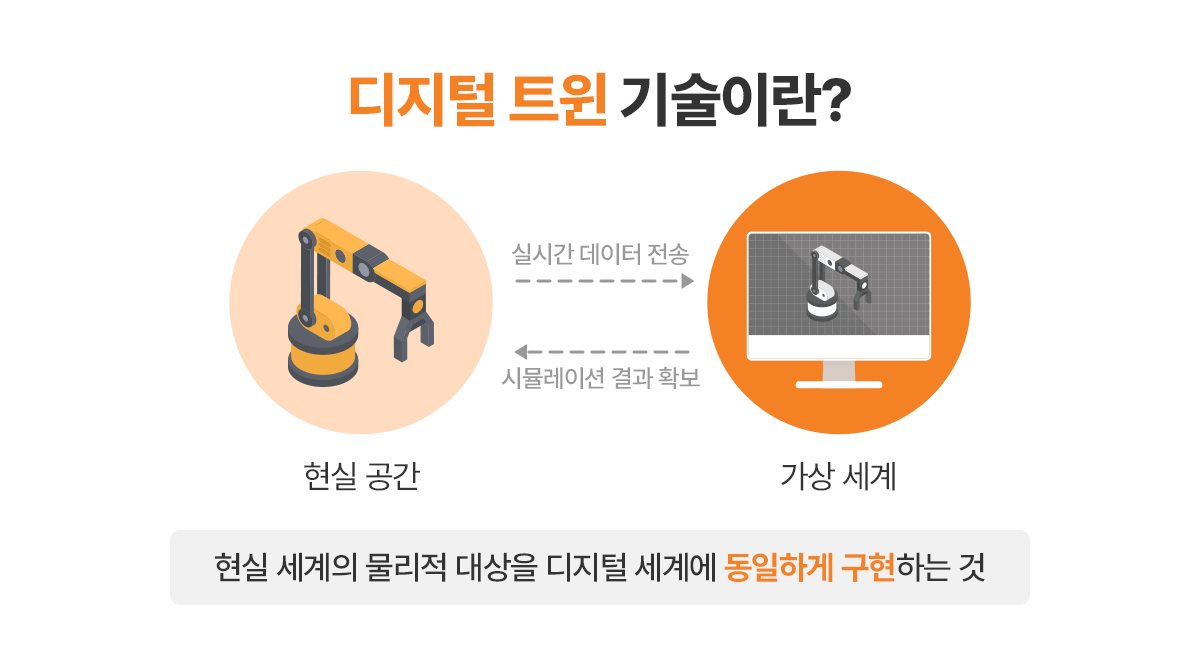 디지털 트윈 기술이란?
실시간 데이터 전송
시뮬레이션 결과 확보
현실 공간
가상 세계
현실 세계의 물리적 대상을 디지털 세계에 동일하게 구현하는 것